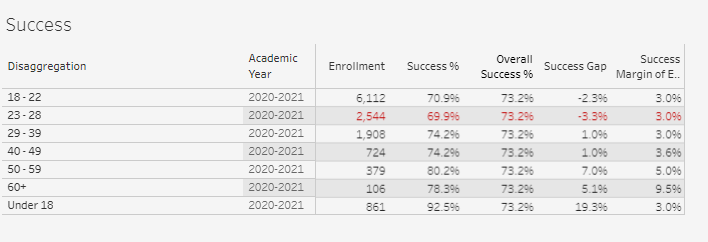 Success
Disaggregation Academic Year Enrollment Success % Overall Success % Success Gap Success Margin of E..
18 - 22 2020-2021 6,112 70.9% 73.2% -2.3% 3.0%
23 - 28 2020-2021 2,544 69.9% 73.2% -3.3% 3.0%
29 - 39 2020-2021 1,908 74.2% 73.2% 1.0% 3.0%
40 - 49 2020-2021 724 74.2% 73.2% 1.0% 3.6%
50 - 59 2020-2021 379 80.2% 73.2% 7.0% 5.0%
60+ 2020-2021 106 78.3% 73.2% 5.1% 9.5%
Under 18 2020-2021 861 92.5% 73.2% 19.3% 3.0%